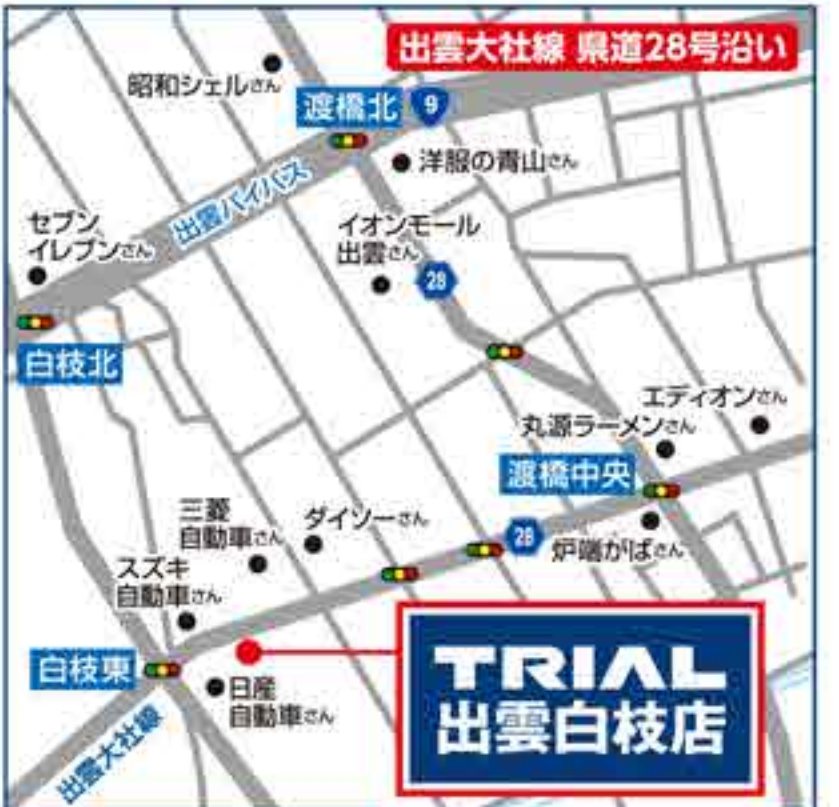 出雲大社線 県道28号沿い
昭和シェルさん
渡橋北
9
洋服の青山さん
出雲バイパス
セブン
イレブンさん
イオンモール
出雲さん
28
白枝北
エディオンさん
丸源ラーメンさん
渡橋中央
三菱
自動車さん
ダイソーさん
28
炉端がばさん
スズキ
自動車さん
白枝東
日産
自動車さん
出雲大社線
TRIAL
出雲白枝店